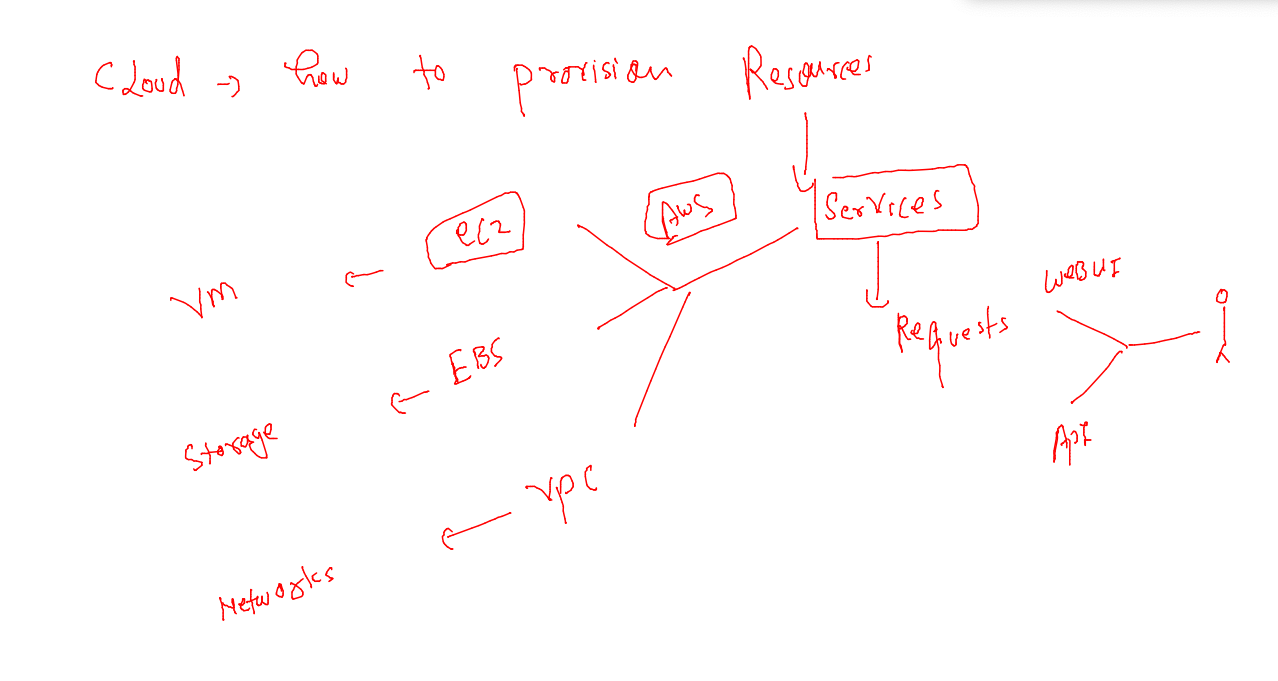 Cloud → how to provision Resources
AWS
Services
EC2
VM
WEB UI
Requests
EBS
Storage
API
VPC
Networks